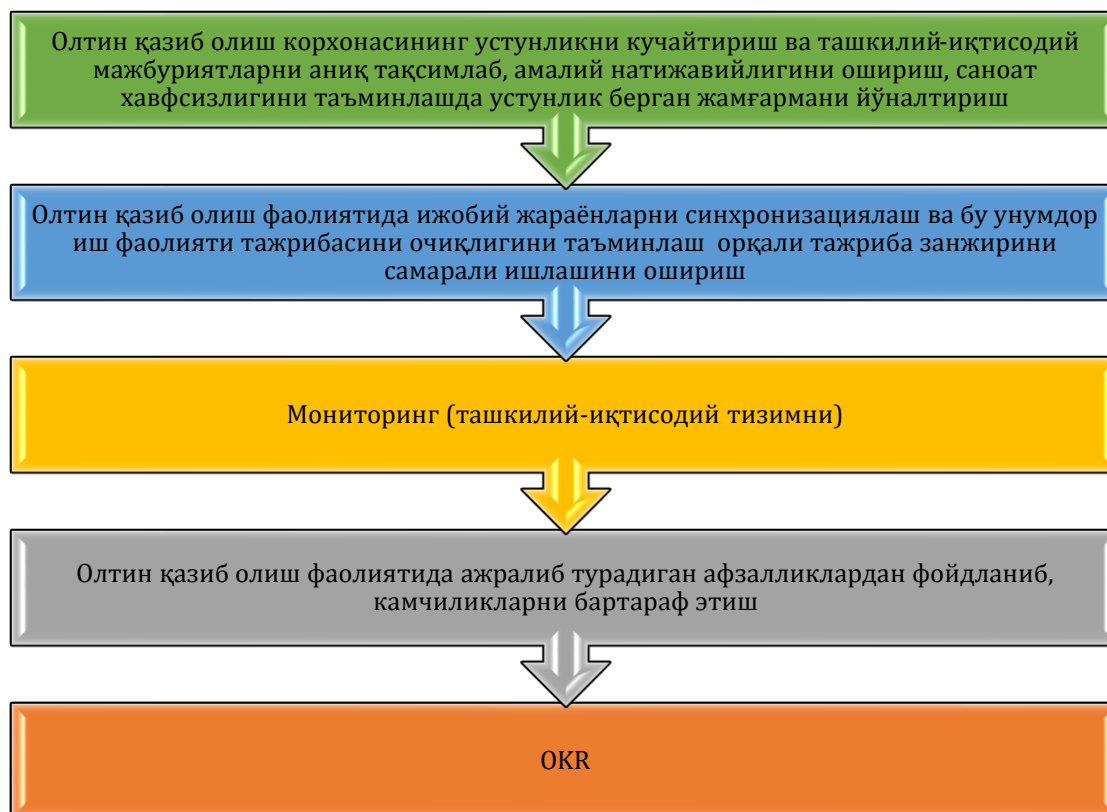 Олтин қазиб олиш корхонасининг устунликни кучайтириш ва ташкилий-иқтисодий
мажбуриятларни аниқ тақсимлаб, амалий натижавийлигини ошириш, саноат
хавфсизлигини таъминлашда устунлик берган жамғармани йўналтириш
Олтин қазиб олиш фаолиятида ижобий жараёнларни синхронизациялаш ва бу унумдор
иш фаолияти тажрибасини очиқлигини таъминлаш орқали тажриба занжирини
самарали ишлашини ошириш
Мониторинг (ташкилий-иқтисодий тизимни)
Олтин қазиб олиш фаолиятида ажралиб турадиган афзалликлардан фойдаланиб,
камчиликларни бартараф этиш
OKR